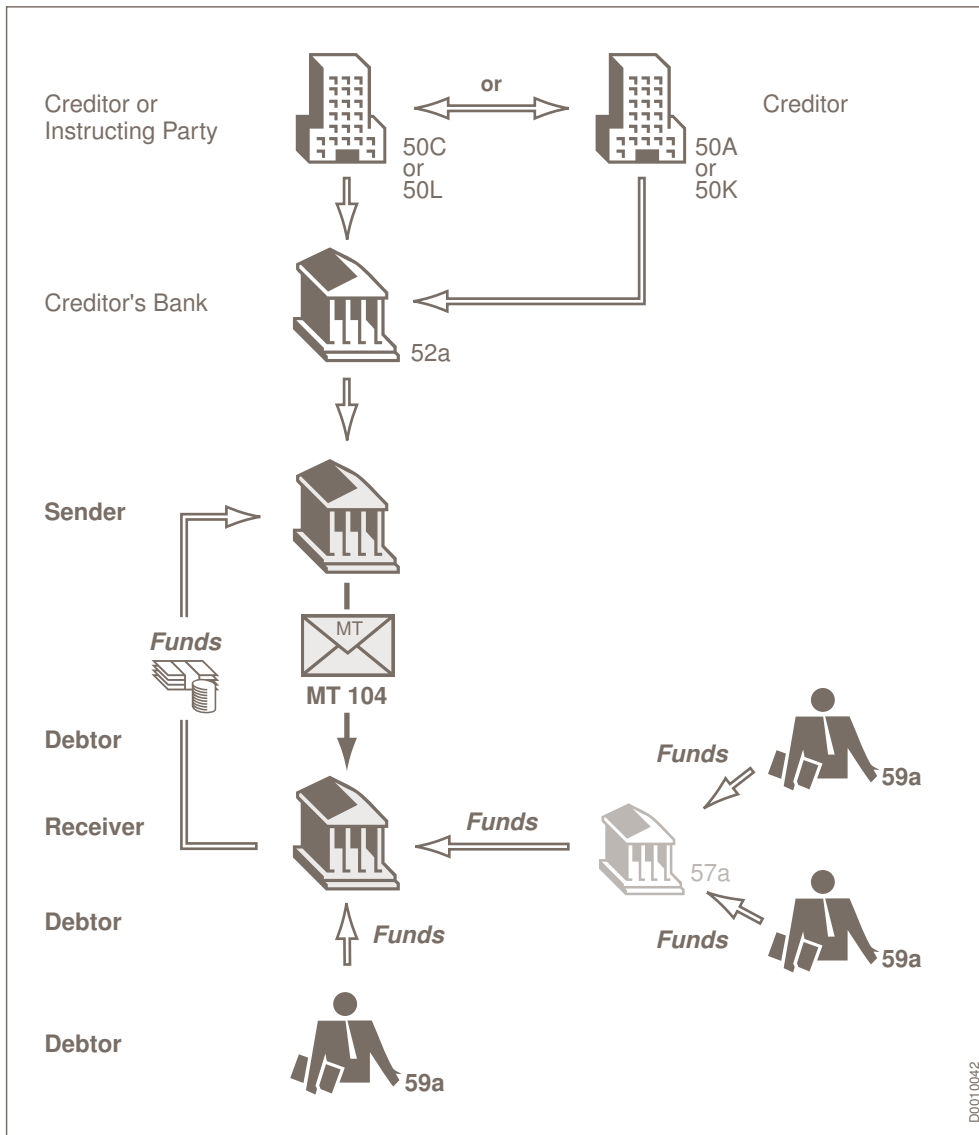 or
Creditor or
Instructing Party
Creditor
50C
or
50L
50A
or
50K
Creditor's Bank
52a
Sender
MT
Funds
MT 104
Debtor
Funds
59a
Receiver
Funds
57a
Debtor
Funds
Funds
59a
Debtor
59a
D0010042